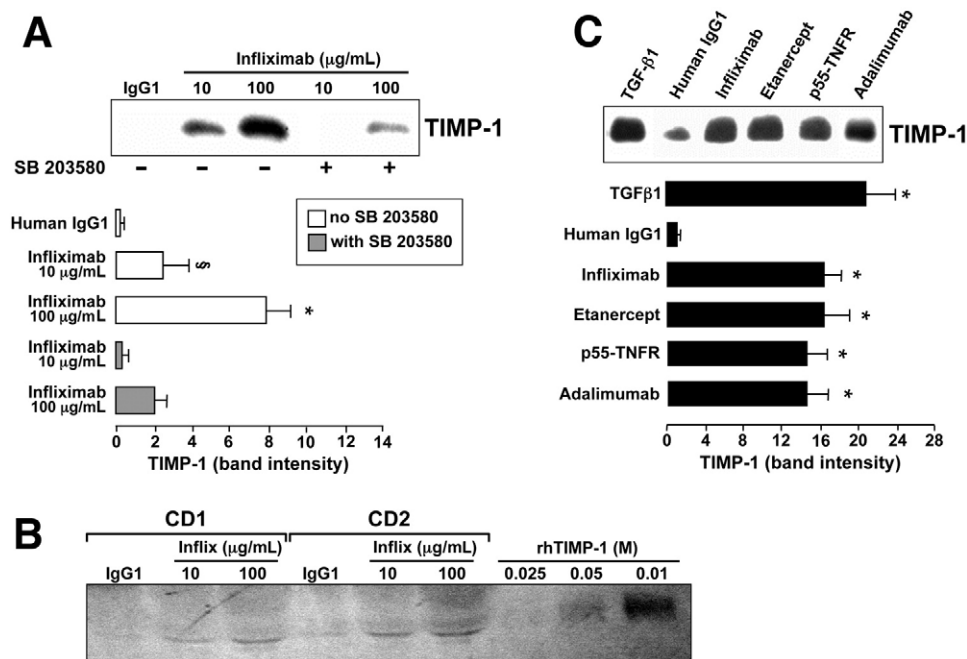 A
Infliximab (µg/mL)
IgG1 10 100 10 100
TIMP-1
SB 203580 – – – + +
no SB 203580
with SB 203580
Human IgG1
Infliximab
10 µg/mL
§
Infliximab
100 µg/mL
*
Infliximab
10 µg/mL
Infliximab
100 µg/mL
0 2 4 6 8 10 12 14
TIMP-1 (band intensity)
C
TGF-β1 Human IgG1 Infliximab Etanercept p55-TNFR Adalimumab
TIMP-1
TGFβ1 *
Human IgG1
Infliximab *
Etanercept *
p55-TNFR *
Adalimumab *
0 4 8 12 16 20 24 28
TIMP-1 (band intensity)
B
CD1 CD2
Inflix (µg/mL) Inflix (µg/mL) rhTIMP-1 (M)
IgG1 10 100 IgG1 10 100 0.025 0.05 0.01